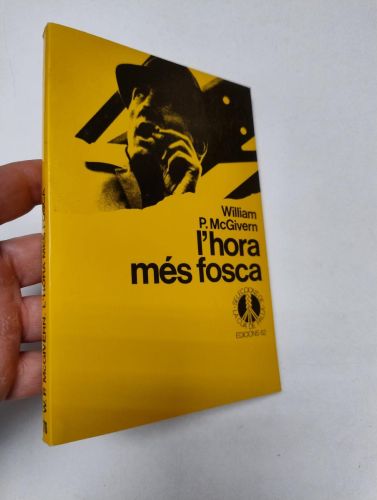 William
P. McGivern
l'hora
més fosca
EDICIONS 62
W. P. McGIVERN L'HORA MÉS FOSCA